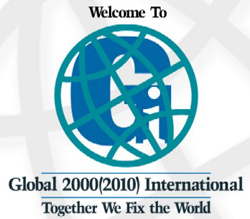 Welcome To
Global 2000(2010) International
Together We Fix the World